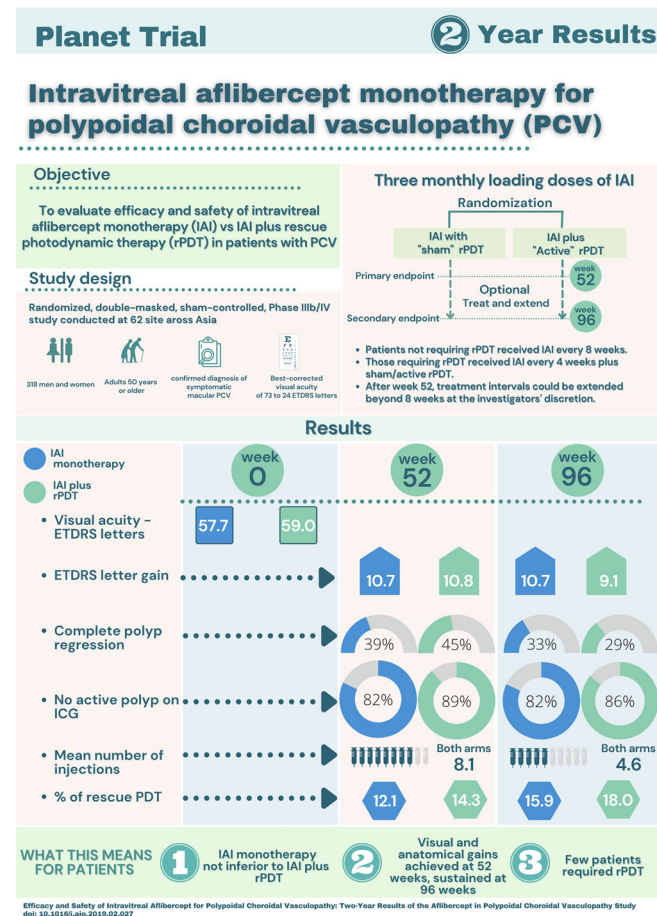 Planet Trial
2 Year Results
Intravitreal aflibercept monotherapy for
polypoidal choroidal vasculopathy (PCV)
Objective
To evaluate efficacy and safety of intravitreal
aflibercept monotherapy (IAI) vs IAI plus rescue
photodynamic therapy (rPDT) in patients with PCV
Study design
Randomized, double-masked, sham-controlled, Phase IIIb/IV
study conducted at 62 site aross Asia
318 men and women
Adults 50 years
or older
confirmed diagnosis of
symptomatic
macular PCV
Best-corrected
visual acuity
of 73 to 24 ETDRS letters
Three monthly loading doses of IAI
Randomization
IAI with
"sham" rPDT
IAI plus
"Active" rPDT
Primary endpoint
week
52
Optional
Treat and extend
Secondary endpoint
week
96
• Patients not requiring rPDT received IAI every 8 weeks.
• Those requiring rPDT received IAI every 4 weeks plus
sham/active rPDT.
• After week 52, treatment intervals could be extended
beyond 8 weeks at the investigators' discretion.
Results
IAI
monotherapy
IAI plus
rPDT
week
0
week
52
week
96
• Visual acuity -
ETDRS letters
57.7
59.0
• ETDRS letter gain
10.7
10.8
10.7
9.1
• Complete polyp
regression
39%
45%
33%
29%
• No active polyp on
ICG
82%
89%
82%
86%
• Mean number of
injections
Both arms
8.1
Both arms
4.6
• % of rescue PDT
12.1
14.3
15.9
18.0
WHAT THIS MEANS
FOR PATIENTS
1
IAI monotherapy
not inferior to IAI plus
rPDT
2
Visual and
anatomical gains
achieved at 52
weeks, sustained at
96 weeks
3
Few patients
required rPDT
Efficacy and Safety of Intravitreal Aflibercept for Polypoidal Choroidal Vasculopathy: Two-Year Results of the Aflibercept in Polypoidal Choroidal Vasculopathy Study
doi: 10.1016/j.ajo.2019.02.027